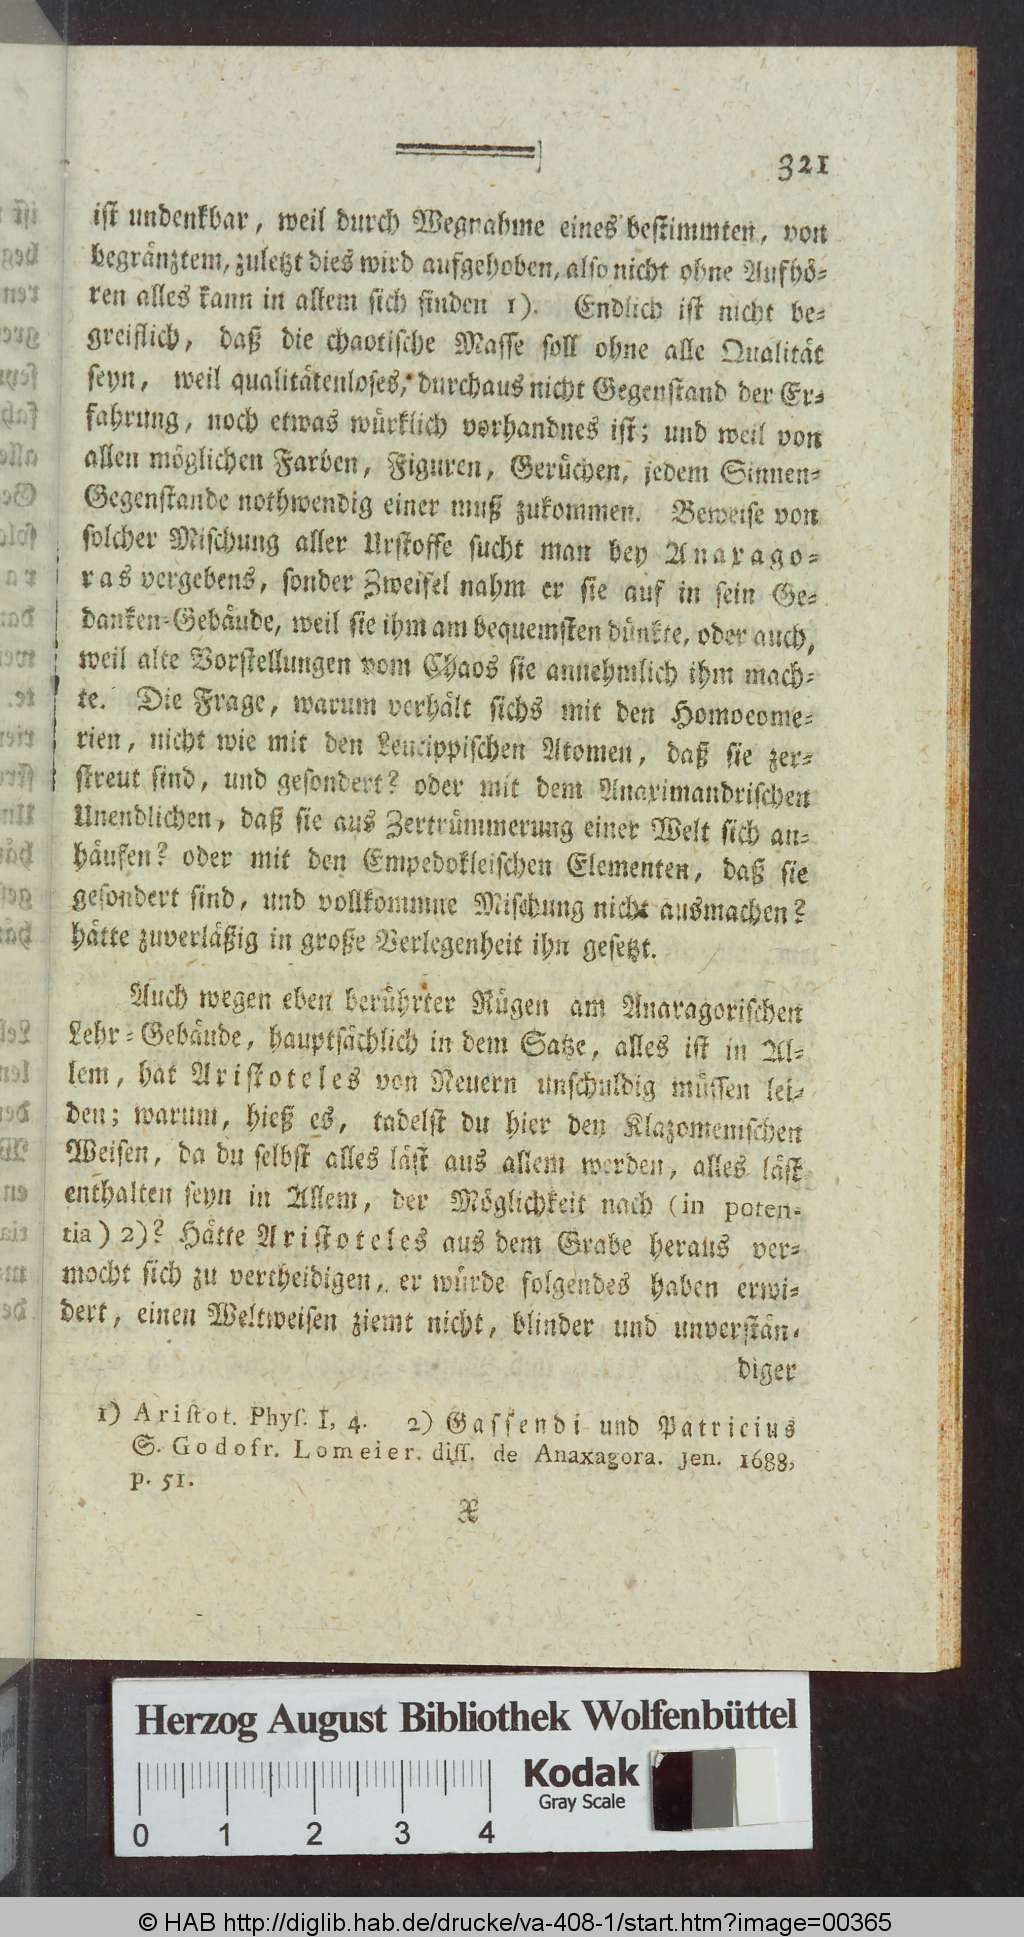 321
ist undenkbar, weil durch Wegnahme eines bestimmten, von
begränztem, zuletzt dies wird aufgehoben, also nicht ohne Aufhö-
ren alles kann in allem sich finden 1). Endlich ist nicht be-
greiflich, daß die chaotische Masse soll ohne alle Qualität
seyn, weil qualitätenloses, durchaus nicht Gegenstand der Er-
fahrung, noch etwas würklich vorhandnes ist; und weil von
allen möglichen Farben, Figuren, Gerüchen, jedem Sinnen-
Gegenstande nothwendig einer muß zukommen. Beweise von
solcher Mischung aller Urstoffe sucht man bey Anaxago-
ras vergebens, sonder Zweifel nahm er sie auf in sein Ge-
danken-Gebäude, weil sie ihm am bequemsten dünkte, oder auch,
weil alte Vorstellungen vom Chaos sie annehmlich ihm mach-
te. Die Frage, warum verhält sichs mit den Homoeome-
rien, nicht wie mit den Leucippischen Atomen, daß sie zer-
streut sind, und gesondert? oder mit dem Anaximandrischen
Unendlichen, daß sie aus Zertrümmerung einer Welt sich an-
häufen? oder mit den Empedokleischen Elementen, daß sie
gesondert sind, und vollkommne Mischung nicht ausmachen?
hätte zuverläßig in große Verlegenheit ihn gesetzt.
Auch wegen eben berührter Rügen am Anaxagorischen
Lehr-Gebäude, hauptsächlich in dem Satze, alles ist in Al-
lem, hat Aristoteles von Neuern unschuldig müssen lei-
den; warum, hieß es, tadelst du hier den Klazomenischen
Weisen, da du selbst alles läst aus allem werden, alles läst
enthalten seyn in Allem, der Möglichkeit nach (in poten-
tia) 2)? Hätte Aristoteles aus dem Grabe heraus ver-
mocht sich zu vertheidigen, er würde folgendes haben erwi-
dert, einen Weltweisen ziemt nicht, blinder und unverstän-
diger
1) Aristot. Phys. I, 4. 2) Gassendi und Patricius
S. Godofr. Lomeier. diss. de Anaxagora. Jen. 1688,
p. 51.
X
Herzog August Bibliothek Wolfenbüttel
Kodak
Gray Scale
0 1 2 3 4
© HAB http://diglib.hab.de/drucke/va-408-1/start.htm?image=00365